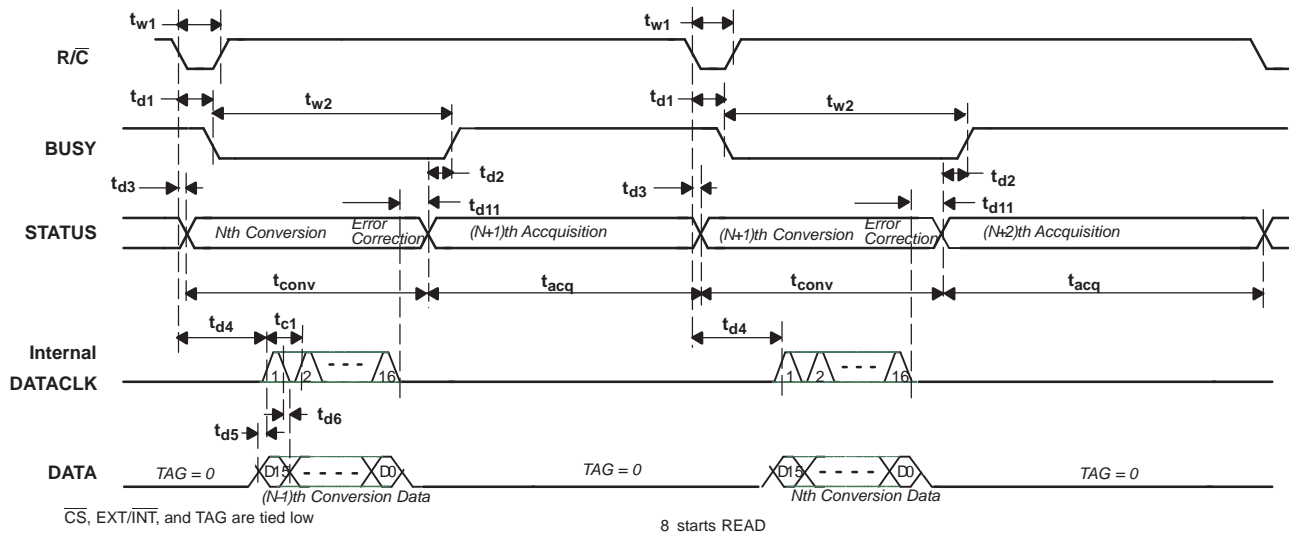 tw1 tw1
R/C̅
td1 tw2 td1 tw2
BUSY
td3 td2 td3 td2
td11 td11
STATUS Nth Conversion Error Correction (N+1)th Accquisition (N+1)th Conversion Error Correction (N+2)th Accquisition
tconv tacq tconv tacq
td4 tc1 td4
Internal
DATACLK 1 2 - - - 16 1 2 - - - 16
td5 td6
DATA TAG = 0 D15 - - - - - D0 TAG = 0 D15 - - - - - D0 TAG = 0
(N-1)th Conversion Data Nth Conversion Data
C̅S̅, EXT/I̅N̅T̅, and TAG are tied low
8 starts READ